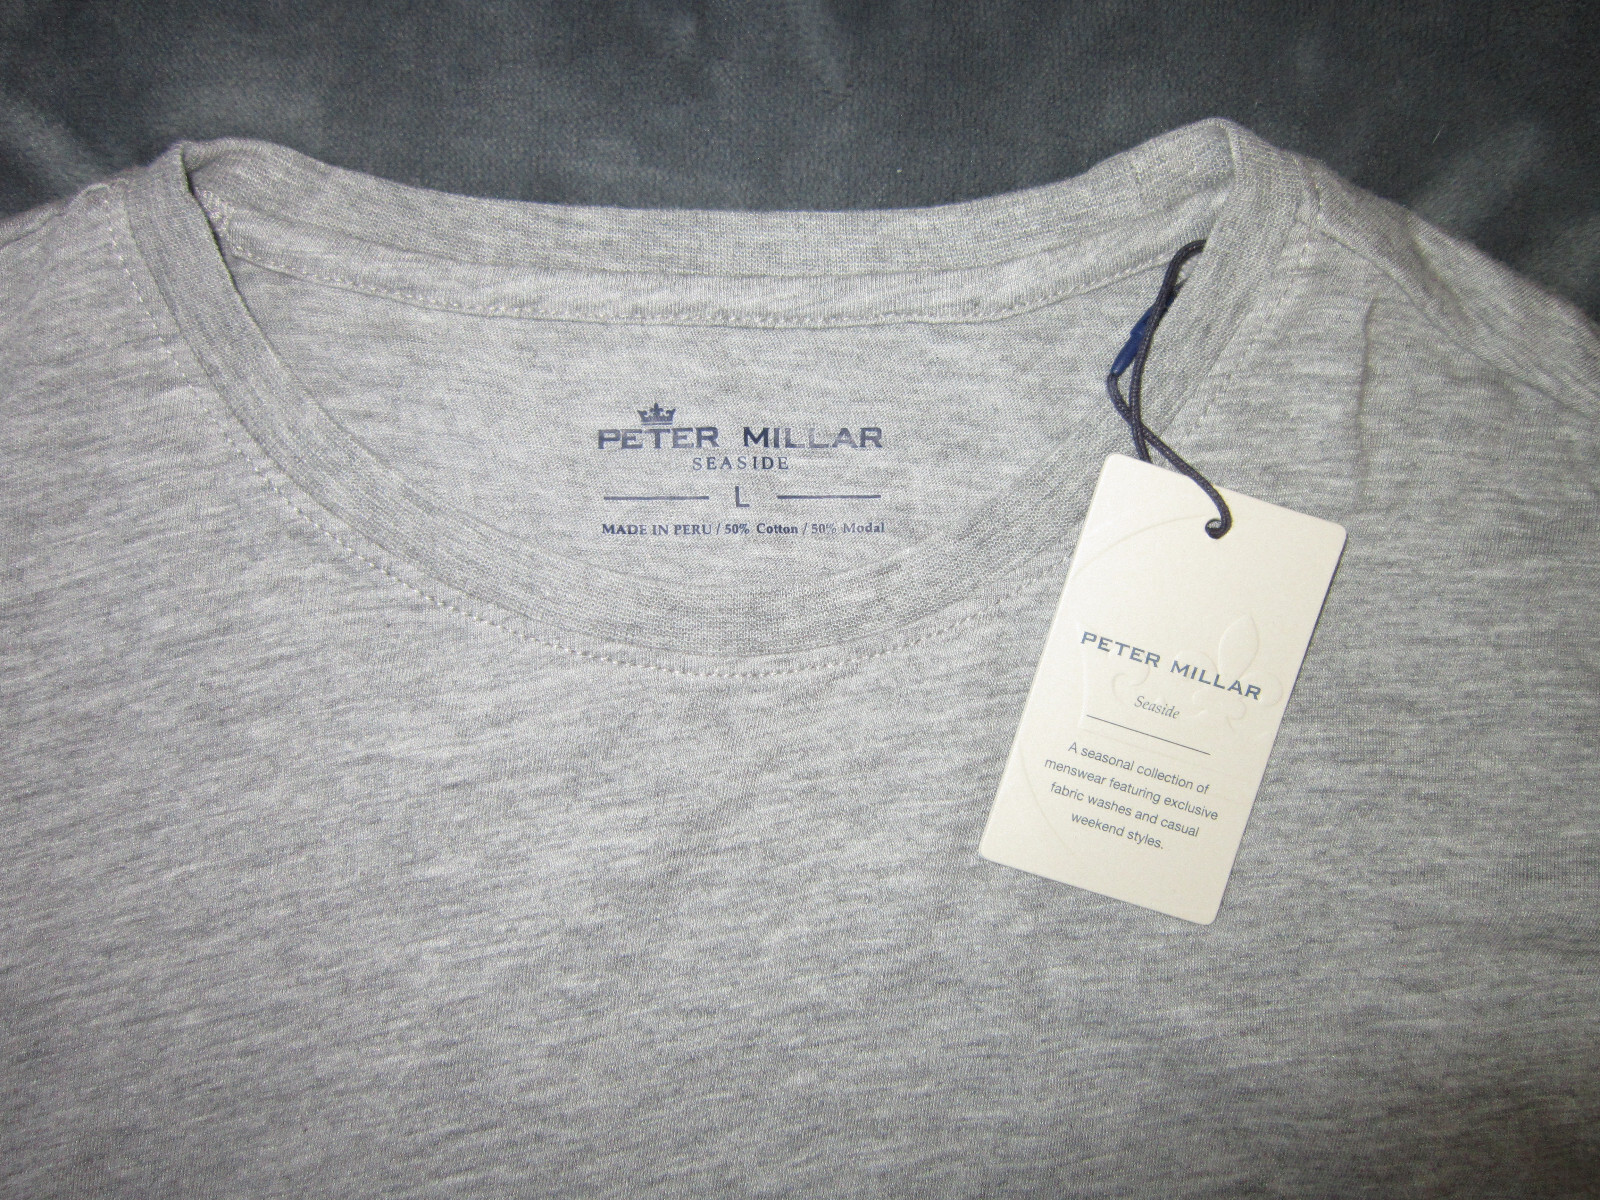 PETER MILLAR
SEASIDE
L
MADE IN PERU / 50% Cotton / 50% Modal
PETER MILLAR
Seaside
A seasonal collection of
menswear featuring exclusive
fabric washes and casual
weekend styles.